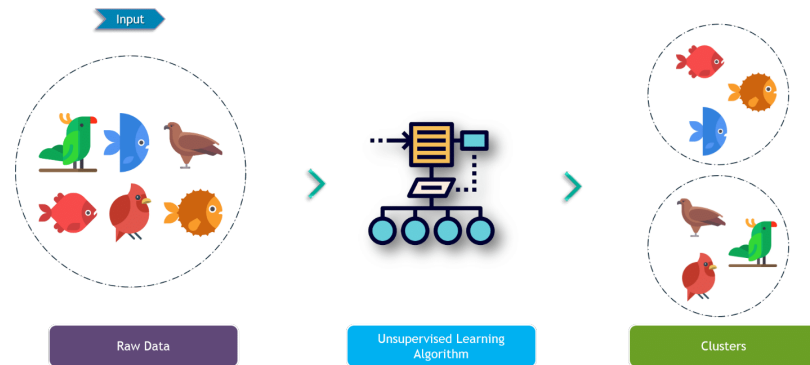 Input
Raw Data
Unsupervised Learning
Algorithm
Clusters